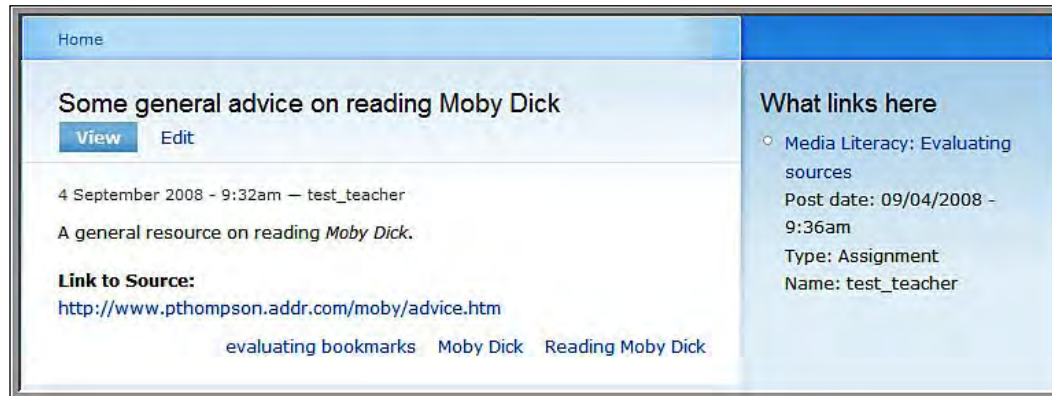 Home
Some general advice on reading Moby Dick
View Edit
4 September 2008 - 9:32am — test_teacher
A general resource on reading Moby Dick.
Link to Source:
http://www.pthompson.addr.com/moby/advice.htm
evaluating bookmarks Moby Dick Reading Moby Dick
What links here
Media Literacy: Evaluating
sources
Post date: 09/04/2008 -
9:36am
Type: Assignment
Name: test_teacher